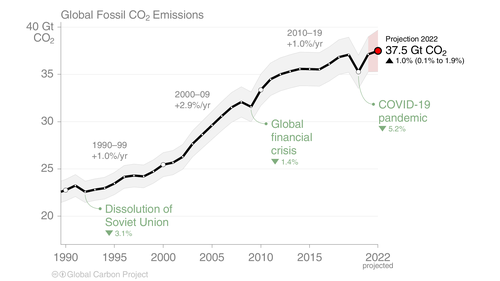 Global Fossil CO₂ Emissions
40 Gt
CO₂
35
30
25
20
1990–99
+1.0%/yr
2000–09
+2.9%/yr
2010–19
+1.0%/yr
Projection 2022
37.5 Gt CO₂
▲ 1.0% (0.1% to 1.9%)
COVID-19
pandemic
▼ 5.2%
Global
financial
crisis
▼ 1.4%
Dissolution of
Soviet Union
▼ 3.1%
1990 1995 2000 2005 2010 2015 2022
projected
Global Carbon Project